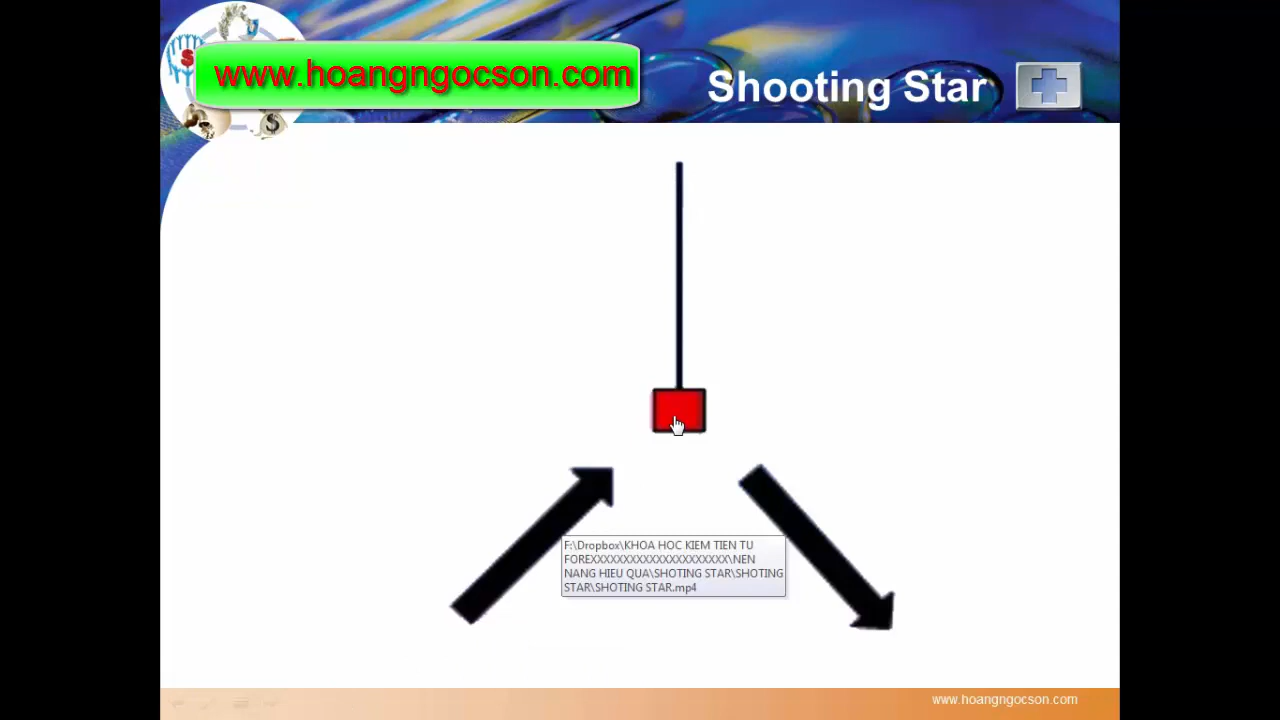 www.hoangngocson.com
Shooting Star
S
$
F:\Dropbox\KHOA HOC KIEM TIEN TU
FOREXXXXXXXXXXXXXXXXXXXXX\NEN
NANG HIEU QUA\SHOTING STAR\SHOTING
STAR\SHOTING STAR.mp4
www.hoangngocson.com